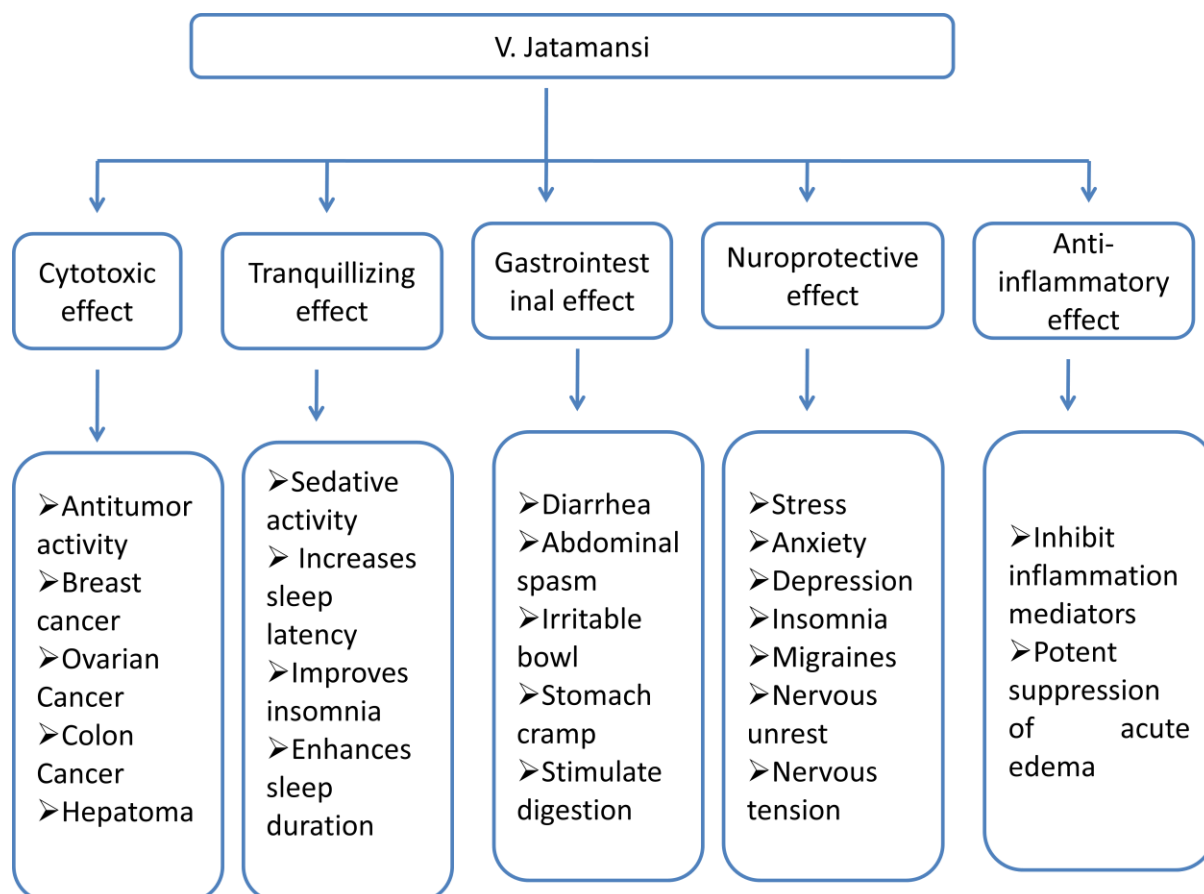 V. Jatamansi
Cytotoxic
effect
Tranquillizing
effect
Gastrointest
inal effect
Nuroprotective
effect
Anti-
inflammatory
effect
➢Antitumor
activity
➢Breast
cancer
➢Ovarian
Cancer
➢Colon
Cancer
➢Hepatoma
➢Sedative
activity
➢ Increases
sleep
latency
➢Improves
insomnia
➢Enhances
sleep
duration
➢Diarrhea
➢Abdominal
spasm
➢Irritable
bowl
➢Stomach
cramp
➢Stimulate
digestion
➢Stress
➢Anxiety
➢Depression
➢Insomnia
➢Migraines
➢Nervous
unrest
➢Nervous
tension
➢Inhibit
inflammation
mediators
➢Potent
suppression
of acute
edema